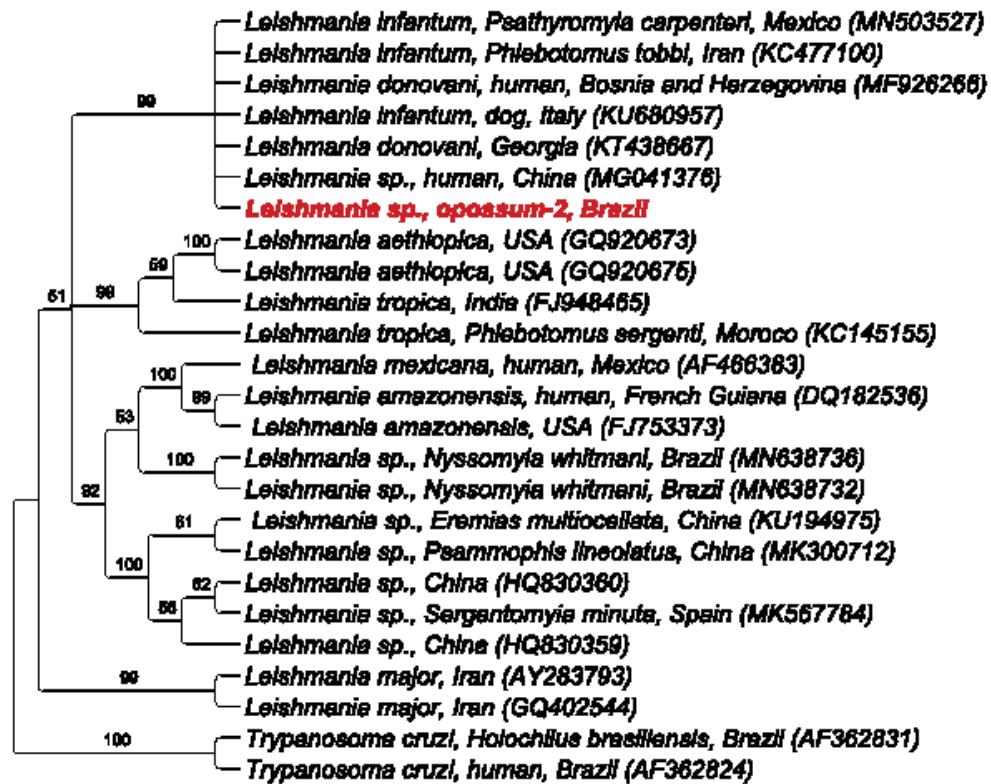 Leishmania infantum, Psathyromyia carpenteri, Mexico (MN503527)
Leishmania infantum, Phlebotomus tobbi, Iran (KC477100)
Leishmania donovani, human, Bosnia and Herzegovina (MF926266)
99
Leishmania infantum, dog, Italy (KU680957)
Leishmania donovani, Georgia (KT438667)
Leishmania sp., human, China (MG041376)
Leishmania sp., opossum-2, Brazil
100
Leishmania aethiopica, USA (GQ920673)
59
Leishmania aethiopica, USA (GQ920675)
51
98
Leishmania tropica, India (FJ948465)
Leishmania tropica, Phlebotomus sergenti, Moroco (KC145155)
100
Leishmania mexicana, human, Mexico (AF466383)
99
Leishmania amazonensis, human, French Guiana (DQ182536)
53
Leishmania amazonensis, USA (FJ753373)
100
Leishmania sp., Nyssomyia whitmani, Brazil (MN638736)
92
Leishmania sp., Nyssomyia whitmani, Brazil (MN638732)
61
Leishmania sp., Eremias multiocellata, China (KU194975)
100
Leishmania sp., Psammophis lineolatus, China (MK300712)
62
Leishmania sp., China (HQ830360)
Leishmania sp., Sergentomyia minuta, Spain (MK567784)
Leishmania sp., China (HQ830359)
99
Leishmania major, Iran (AY283793)
Leishmania major, Iran (GQ402544)
100
Trypanosoma cruzi, Holochilus brasiliensis, Brazil (AF362831)
Trypanosoma cruzi, human, Brazil (AF362824)